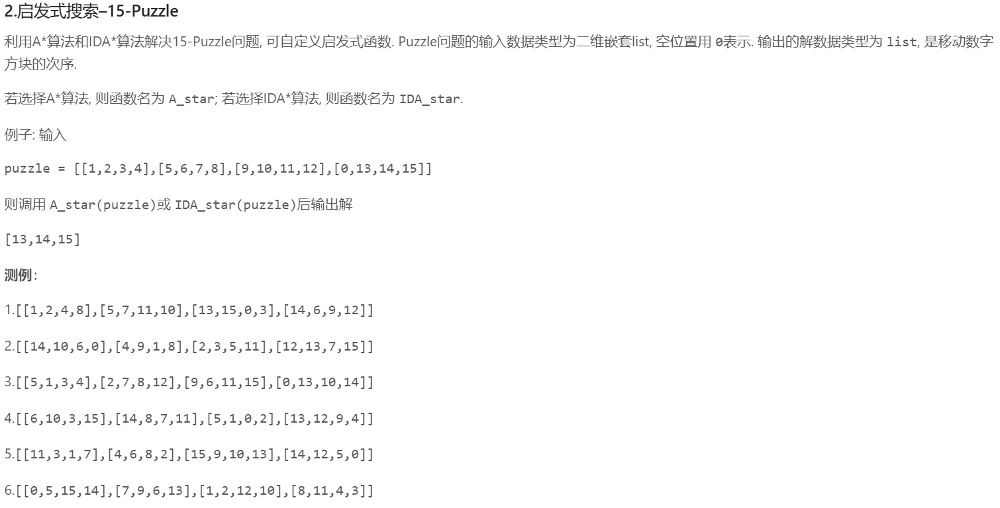 2.启发式搜索–15-Puzzle
利用A*算法和IDA*算法解决15-Puzzle问题, 可自定义启发式函数. Puzzle问题的输入数据类型为二维嵌套list, 空位置用 0表示. 输出的解数据类型为 list, 是移动数字
方块的次序.
若选择A*算法, 则函数名为 A_star; 若选择IDA*算法, 则函数名为 IDA_star.
例子: 输入
puzzle = [[1,2,3,4],[5,6,7,8],[9,10,11,12],[0,13,14,15]]
则调用 A_star(puzzle)或 IDA_star(puzzle)后输出解
[13,14,15]
测例:
1.[[1,2,4,8],[5,7,11,10],[13,15,0,3],[14,6,9,12]]
2.[[14,10,6,0],[4,9,1,8],[2,3,5,11],[12,13,7,15]]
3.[[5,1,3,4],[2,7,8,12],[9,6,11,15],[0,13,10,14]]
4.[[6,10,3,15],[14,8,7,11],[5,1,0,2],[13,12,9,4]]
5.[[11,3,1,7],[4,6,8,2],[15,9,10,13],[14,12,5,0]]
6.[[0,5,15,14],[7,9,6,13],[1,2,12,10],[8,11,4,3]]